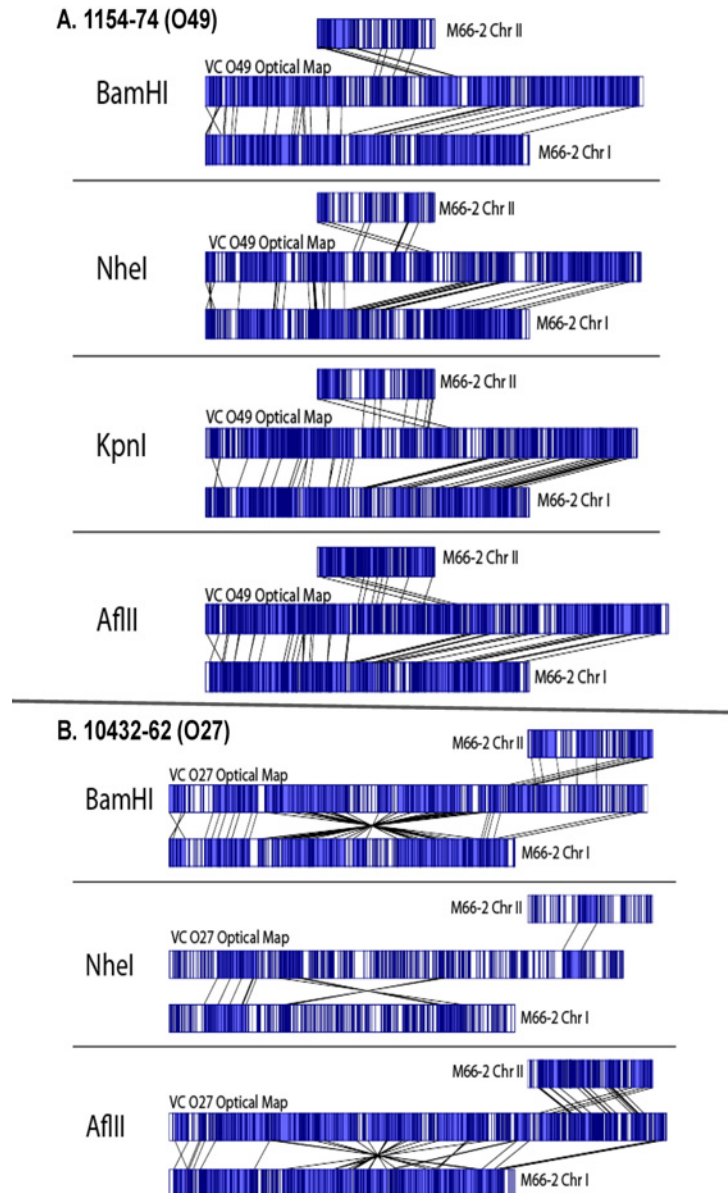 A. 1154-74 (O49)
M66-2 Chr II
VC O49 Optical Map
BamHI
M66-2 Chr I
M66-2 Chr II
VC O49 Optical Map
NheI
M66-2 Chr I
M66-2 Chr II
VC O49 Optical Map
KpnI
M66-2 Chr I
M66-2 Chr II
VC O49 Optical Map
AflII
M66-2 Chr I
B. 10432-62 (O27)
M66-2 Chr II
VC O27 Optical Map
BamHI
M66-2 Chr I
M66-2 Chr II
VC O27 Optical Map
NheI
M66-2 Chr I
M66-2 Chr II
VC O27 Optical Map
AflII
M66-2 Chr I